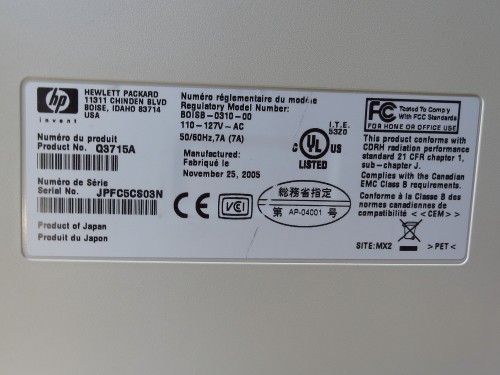 hp
invent
HEWLETT PACKARD
11311 CHINDEN BLVD
BOISE, IDAHO 83714
USA
Numéro du produit
Product No. Q3715A
Numéro de Série
Serial No. JPFC5CS03N
Product of Japan
Produit du Japon
Numéro réglementaire du modèle
Regulatory Model Number:
BOISB-0310-00
110-127V-AC
50/60Hz,7A (7A)
Manufactured:
Fabriqué le
November 25, 2005
CE
VCI
総務省指定
第 AP-04001 号
I.T.E.
53Z0
C UL US
LISTED
FC Tested To Comply
With FCC Standards
FOR HOME OR OFFICE USE
This product conforms with
CDRH radiation performance
standard 21 CFR chapter 1,
sub-chapter J.
Complies with the Canadian
EMC Class B requirements.
Conforme à la Classe B des
normes canadiennes de
compatibilité <<CEM>>.
SITE:MX2
>PET<